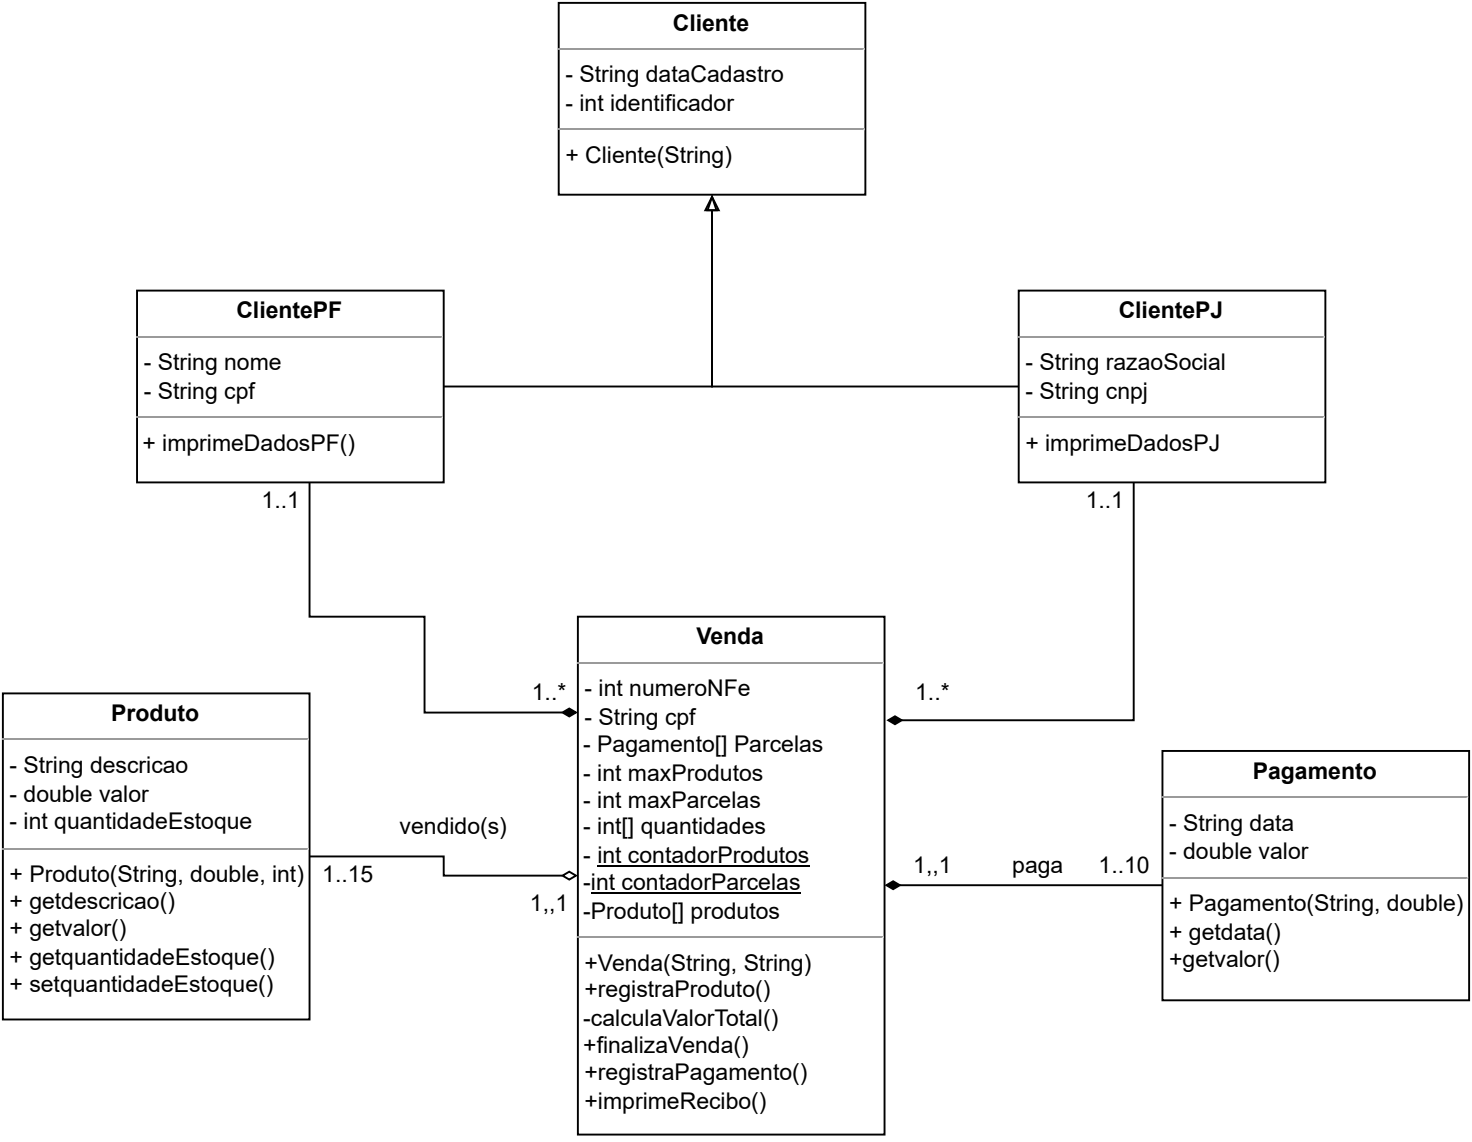 Cliente
- String dataCadastro
- int identificador
+ Cliente(String)
ClientePF
- String nome
- String cpf
+ imprimeDadosPF()
ClientePJ
- String razaoSocial
- String cnpj
+ imprimeDadosPJ
1..1
1..1
1..*
1..*
Venda
- int numeroNFe
- String cpf
- Pagamento[] Parcelas
- int maxProdutos
- int maxParcelas
- int[] quantidades
- int contadorProdutos
-int contadorParcelas
-Produto[] produtos
+Venda(String, String)
+registraProduto()
-calculaValorTotal()
+finalizaVenda()
+registraPagamento()
+imprimeRecibo()
Produto
- String descricao
- double valor
- int quantidadeEstoque
+ Produto(String, double, int)
+ getdescricao()
+ getvalor()
+ getquantidadeEstoque()
+ setquantidadeEstoque()
vendido(s)
1..15
1,,1
1,,1
paga
1..10
Pagamento
- String data
- double valor
+ Pagamento(String, double)
+ getdata()
+getvalor()